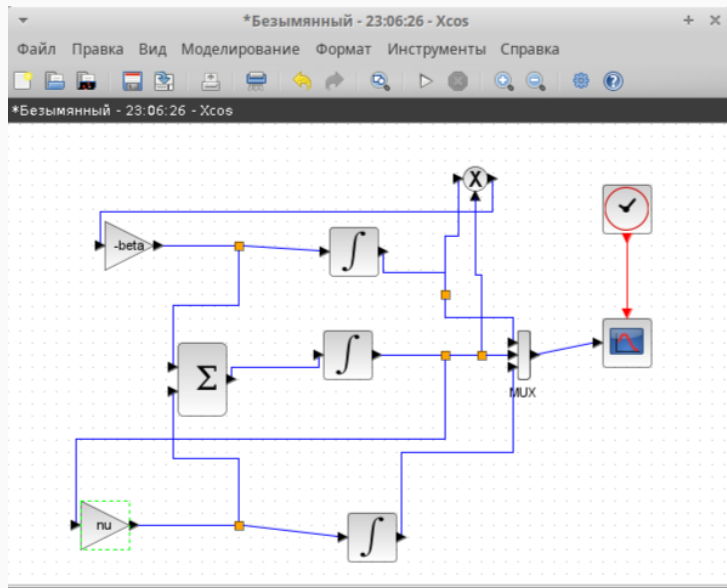 *Безымянный - 23:06:26 - Xcos
Файл Правка Вид Моделирование Формат Инструменты Справка
*Безымянный - 23:06:26 - Xcos
X
-beta
∫
∫
Σ
MUX
nu
∫